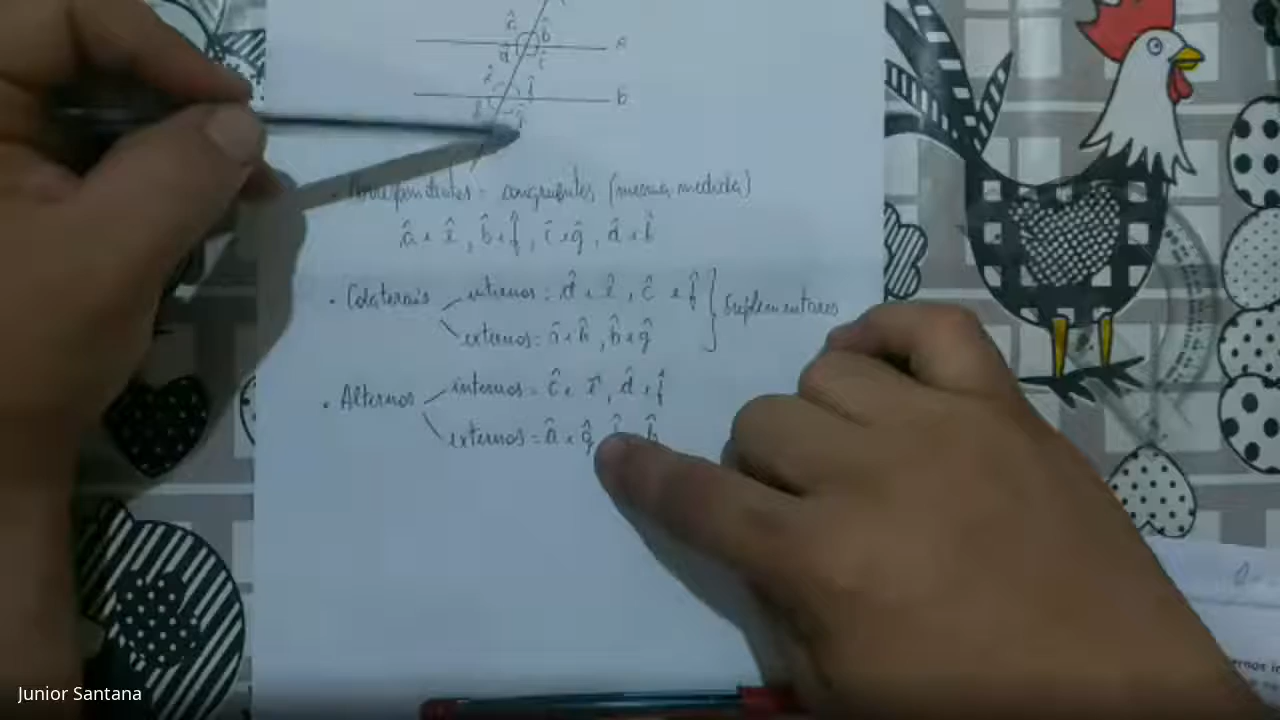 â b̂
d̂ ĉ a
ê f̂
ĥ ĝ b
• Correspondentes = congruentes (mesma medida)
â e ê, b̂ e f̂, ĉ e ĝ, d̂ e ĥ
• Colaterais internos: d̂ e ê, ĉ e f̂ } Suplementares
externos = â e ĥ, b̂ e ĝ
• Alternos internos = ĉ e ê, d̂ e f̂
externos = â e ĝ
Junior Santana